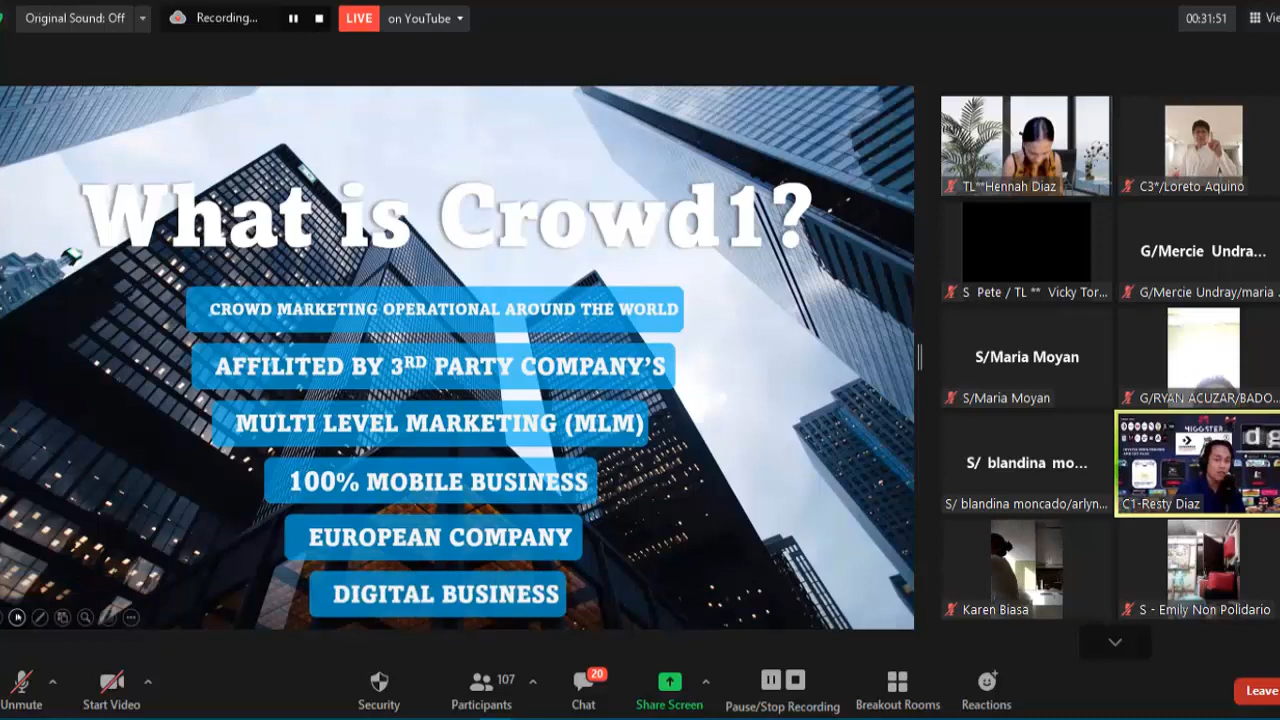 Original Sound: Off
Recording...
LIVE
on YouTube
00:31:51
What is Crowd1?
CROWD MARKETING OPERATIONAL AROUND THE WORLD
AFFILITED BY 3RD PARTY COMPANY'S
MULTI LEVEL MARKETING (MLM)
100% MOBILE BUSINESS
EUROPEAN COMPANY
DIGITAL BUSINESS
TL**Hennah Diaz
C3*/Loreto Aquino
G/Mercie Undra...
S Pete / TL ** Vicky Tor...
G/Mercie Undray/maria
S/Maria Moyan
S/Maria Moyan
G/RYAN ACUZAR/BADO...
S/ blandina mo...
S/ blandina moncado/arlyn...
MIGGSTER
C1-Resty Diaz
Karen Biasa
S - Emily Non Polidario
Unmute
Start Video
Security
Participants
107
Chat
20
Share Screen
Pause/Stop Recording
Breakout Rooms
Reactions
Leave